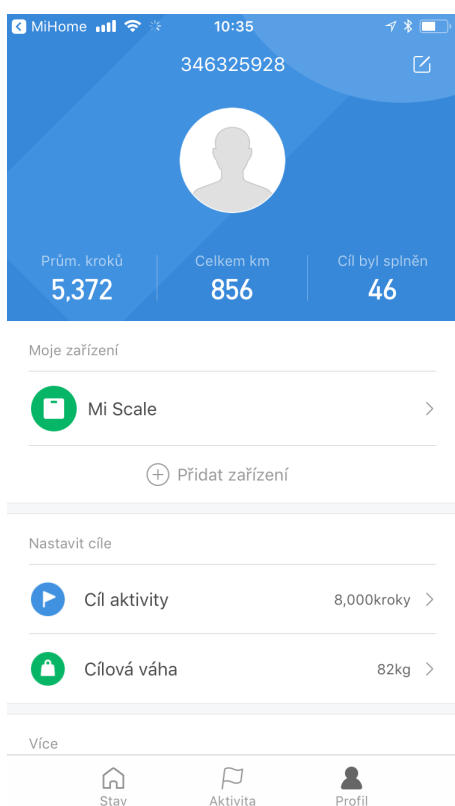 MiHome 10:35
346325928
Prům. kroků Celkem km Cíl byl splněn
5,372 856 46
Moje zařízení
Mi Scale
Přidat zařízení
Nastavit cíle
Cíl aktivity 8,000kroky
Cílová váha 82kg
Více
Stav Aktivita Profil